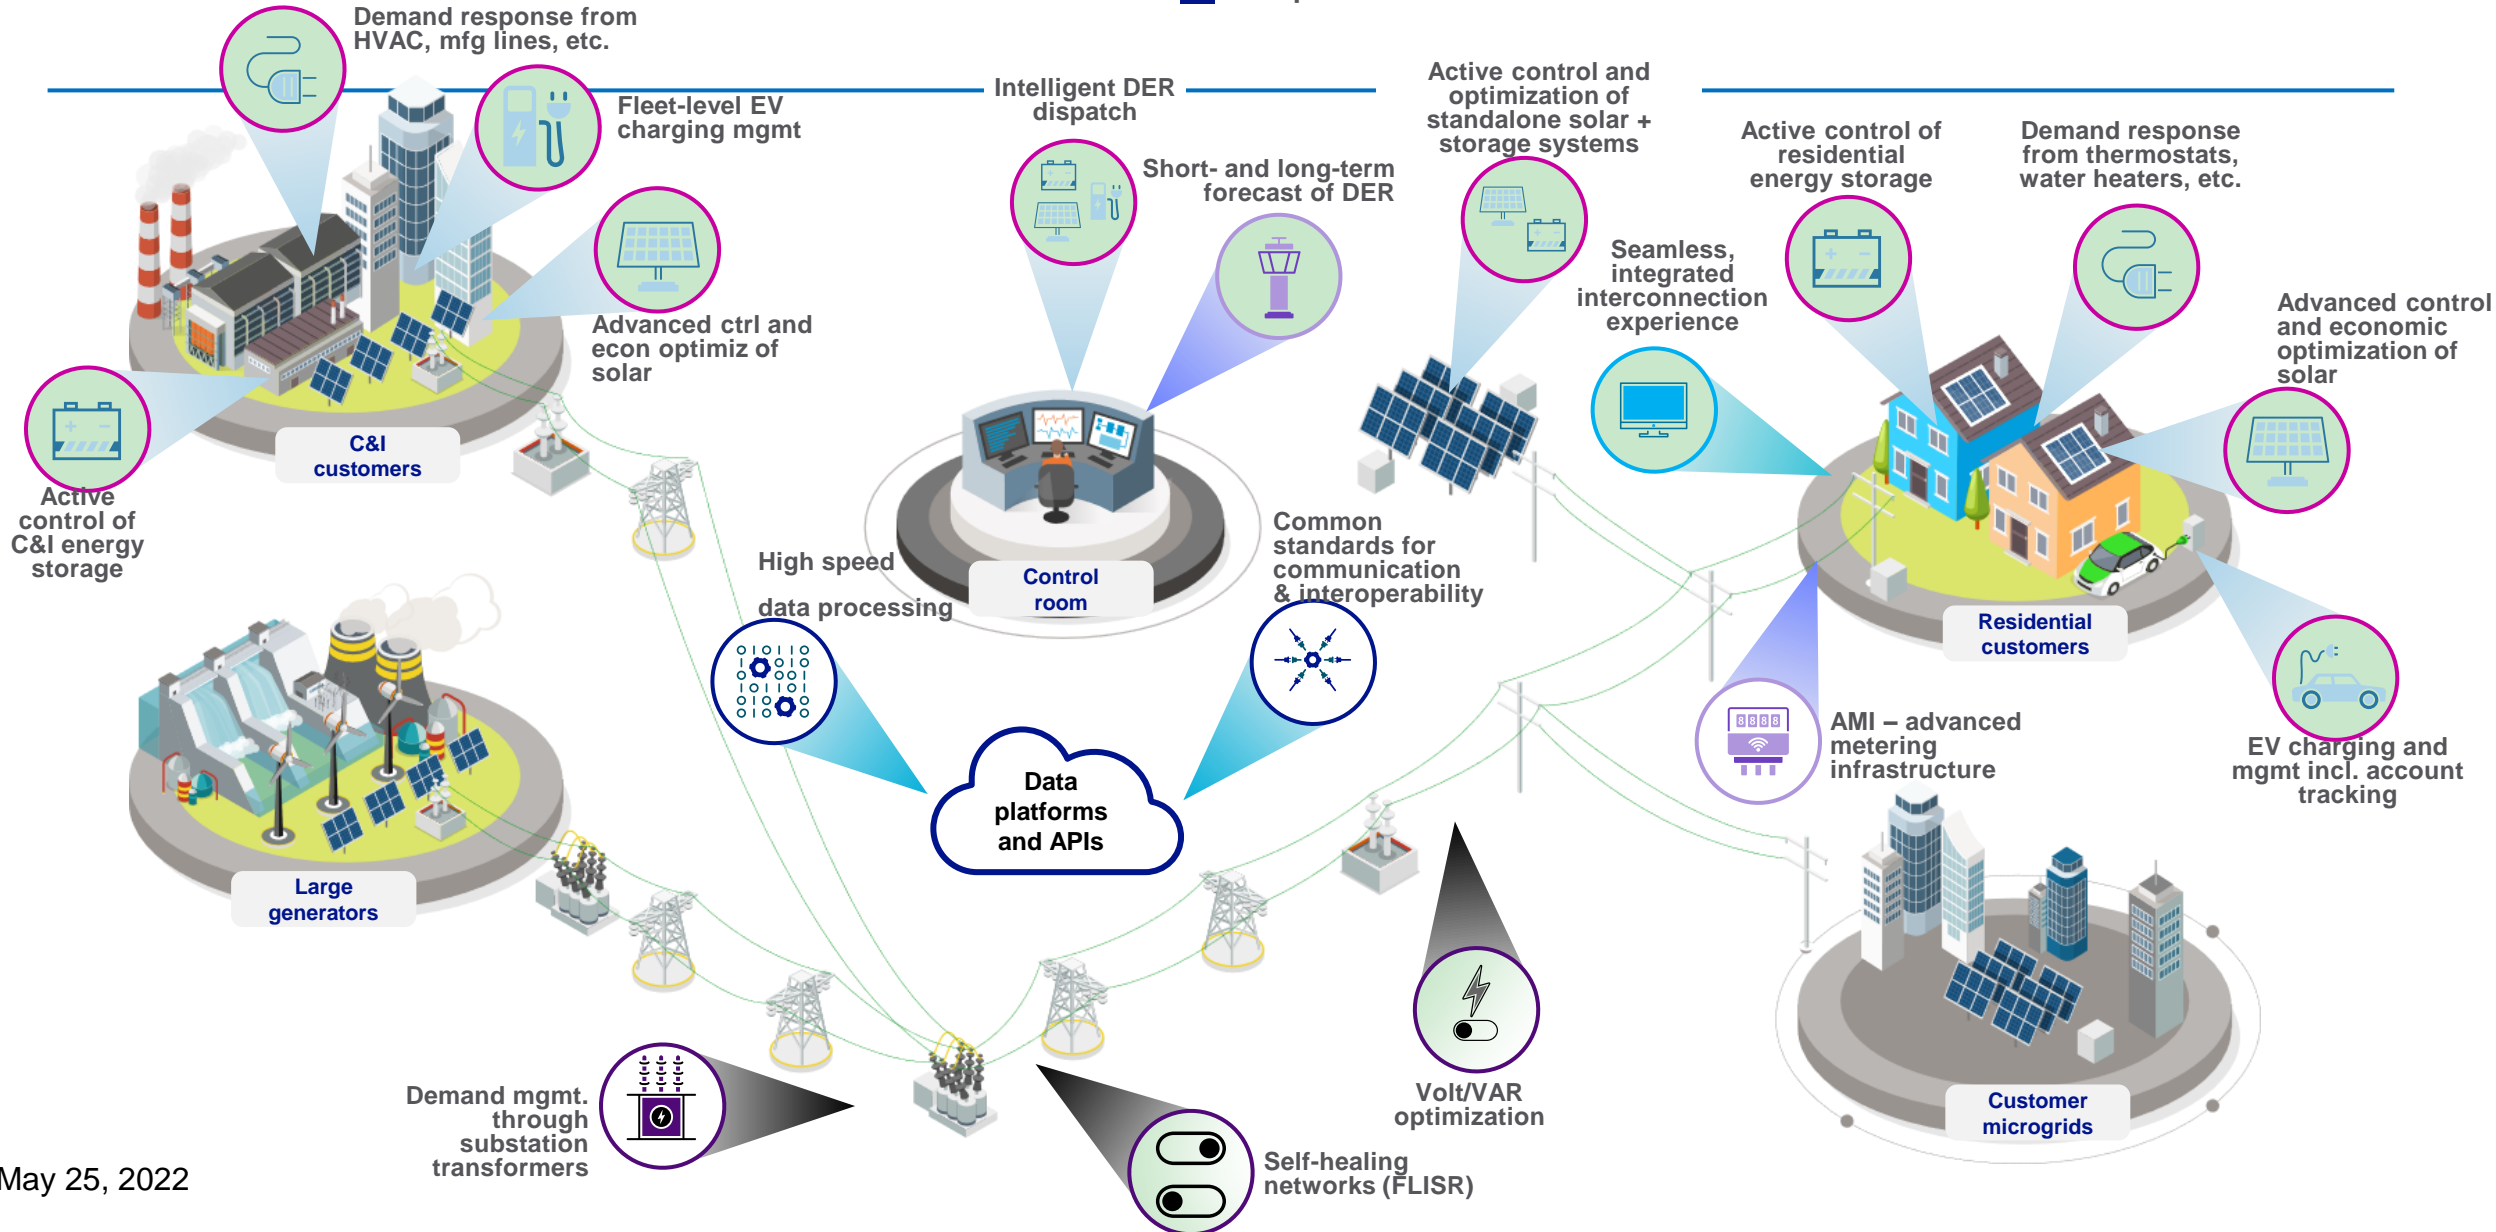 Demand response from
HVAC, mfg lines, etc.
Fleet-level EV
charging mgmt
Intelligent DER
dispatch
Short- and long-term
forecast of DER
Active control and
optimization of
standalone solar +
storage systems
Active control of
residential
energy storage
Demand response
from thermostats,
water heaters, etc.
Seamless,
integrated
interconnection
experience
Advanced control
and economic
optimization of
solar
Advanced ctrl and
econ optimiz of
solar
C&I
customers
Active
control of
C&I energy
storage
High speed
data processing
Control
room
Common
standards for
communication
& interoperability
Residential
customers
8888
AMI – advanced
metering
infrastructure
EV charging and
mgmt incl. account
tracking
Data
platforms
and APIs
Large
generators
Demand mgmt.
through
substation
transformers
Volt/VAR
optimization
Self-healing
networks (FLISR)
Customer
microgrids
May 25, 2022